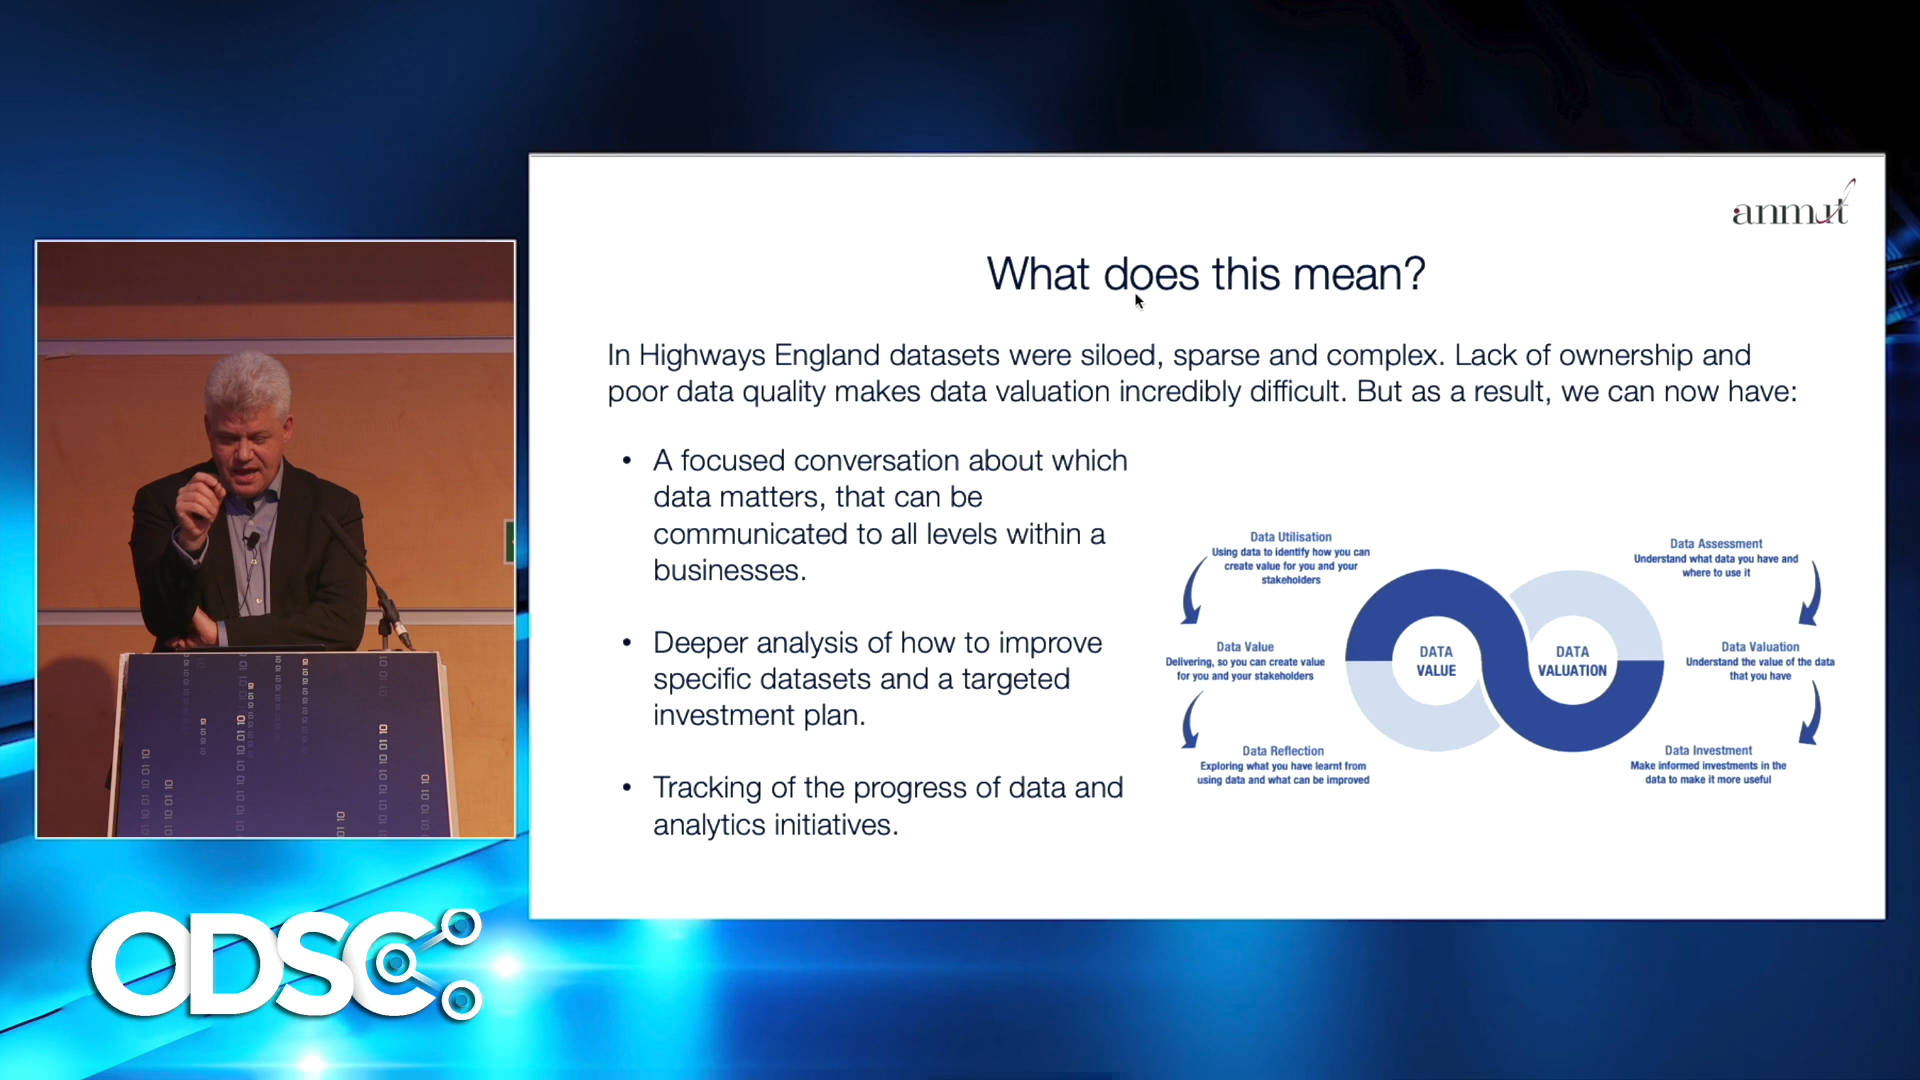 anmut
What does this mean?
In Highways England datasets were siloed, sparse and complex. Lack of ownership and
poor data quality makes data valuation incredibly difficult. But as a result, we can now have:
• A focused conversation about which
data matters, that can be
communicated to all levels within a
businesses.
• Deeper analysis of how to improve
specific datasets and a targeted
investment plan.
• Tracking of the progress of data and
analytics initiatives.
Data Utilisation
Using data to identify how you can
create value for you and your
stakeholders
Data Value
Delivering, so you can create value
for you and your stakeholders
Data Reflection
Exploring what you have learnt from
using data and what can be improved
DATA
VALUE
DATA
VALUATION
Data Assessment
Understand what data you have and
where to use it
Data Valuation
Understand the value of the data
that you have
Data Investment
Make informed investments in the
data to make it more useful
ODSC